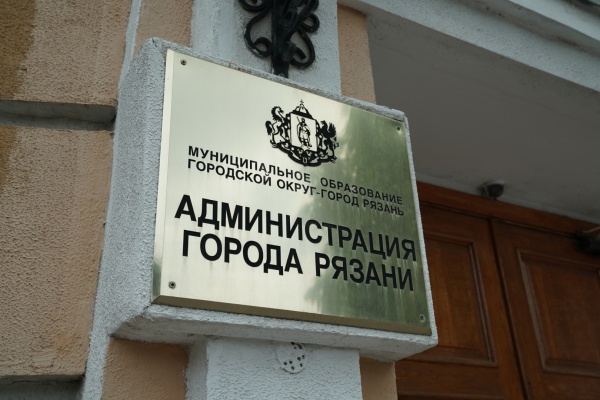 МУНИЦИПАЛЬНОЕ ОБРАЗОВАНИЕ
ГОРОДСКОЙ ОКРУГ-ГОРОД РЯЗАНЬ
АДМИНИСТРАЦИЯ
ГОРОДА РЯЗАНИ